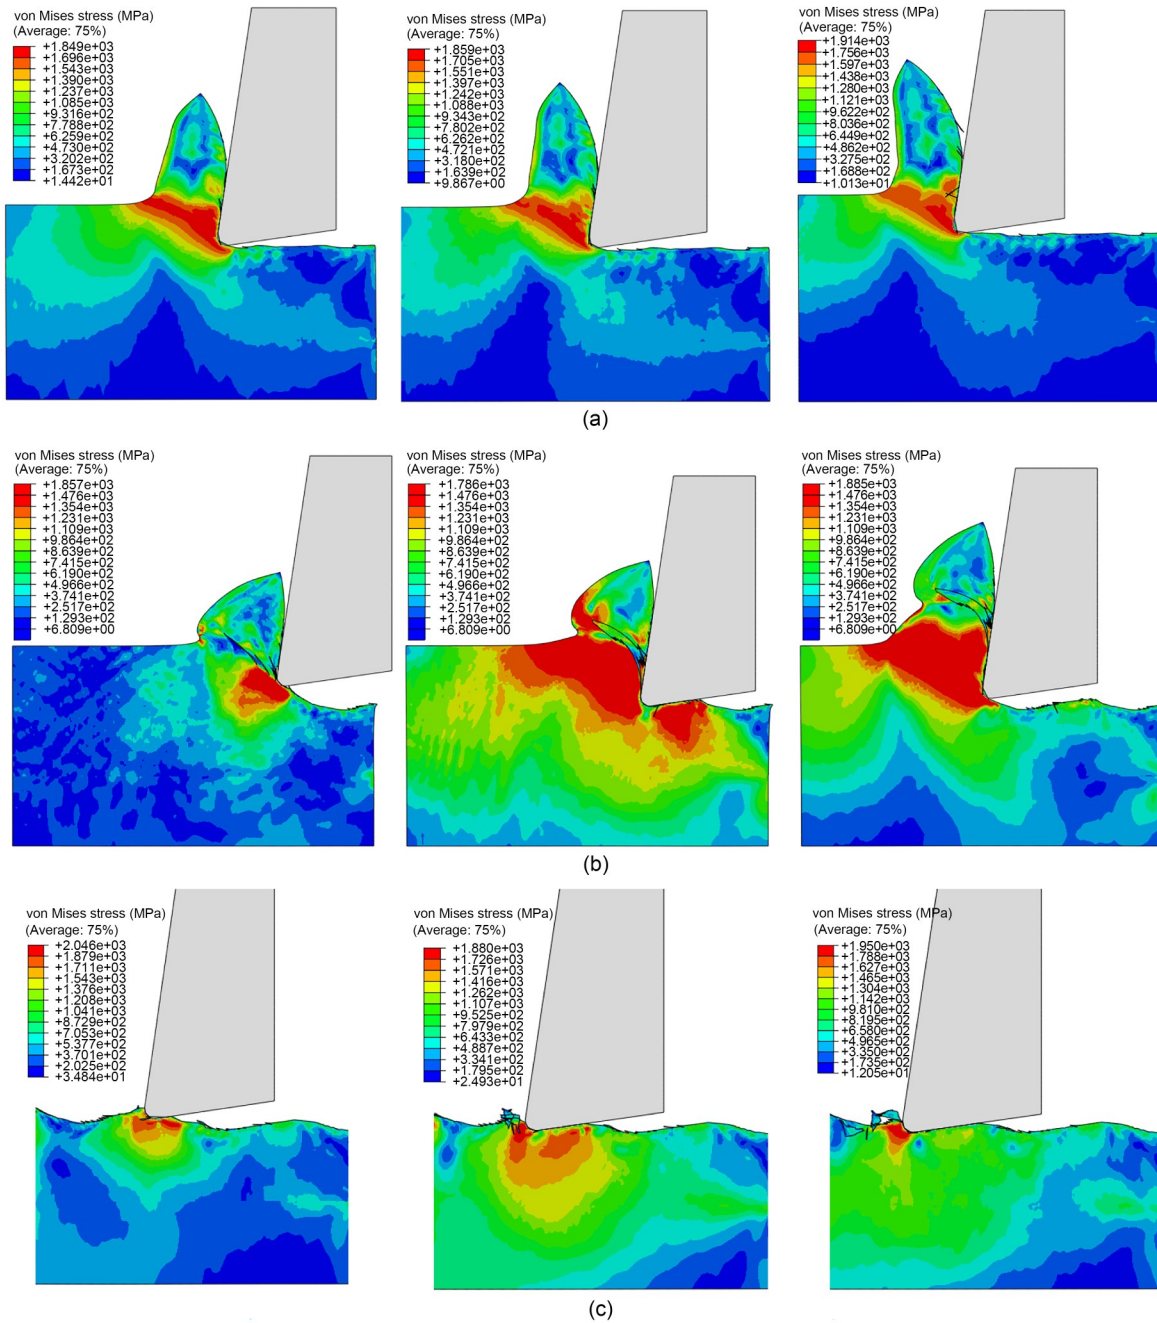 von Mises stress (MPa)
(Average: 75%)
+1.849e+03
+1.696e+03
+1.543e+03
+1.390e+03
+1.237e+03
+1.085e+03
+9.316e+02
+7.788e+02
+6.259e+02
+4.730e+02
+3.202e+02
+1.673e+02
+1.442e+01
von Mises stress (MPa)
(Average: 75%)
+1.859e+03
+1.705e+03
+1.551e+03
+1.397e+03
+1.242e+03
+1.088e+03
+9.343e+02
+7.802e+02
+6.262e+02
+4.721e+02
+3.180e+02
+1.639e+02
+9.867e+00
von Mises stress (MPa)
(Average: 75%)
+1.914e+03
+1.756e+03
+1.597e+03
+1.438e+03
+1.280e+03
+1.121e+03
+9.622e+02
+8.036e+02
+6.449e+02
+4.862e+02
+3.275e+02
+1.688e+02
+1.013e+01
(a)
von Mises stress (MPa)
(Average: 75%)
+1.857e+03
+1.476e+03
+1.354e+03
+1.231e+03
+1.109e+03
+9.864e+02
+8.639e+02
+7.415e+02
+6.190e+02
+4.966e+02
+3.741e+02
+2.517e+02
+1.293e+02
+6.809e+00
von Mises stress (MPa)
(Average: 75%)
+1.786e+03
+1.476e+03
+1.354e+03
+1.231e+03
+1.109e+03
+9.864e+02
+8.639e+02
+7.415e+02
+6.190e+02
+4.966e+02
+3.741e+02
+2.517e+02
+1.293e+02
+6.809e+00
von Mises stress (MPa)
(Average: 75%)
+1.885e+03
+1.476e+03
+1.354e+03
+1.231e+03
+1.109e+03
+9.864e+02
+8.639e+02
+7.415e+02
+6.190e+02
+4.966e+02
+3.741e+02
+2.517e+02
+1.293e+02
+6.809e+00
(b)
von Mises stress (MPa)
(Average: 75%)
+2.046e+03
+1.879e+03
+1.711e+03
+1.543e+03
+1.376e+03
+1.208e+03
+1.041e+03
+8.729e+02
+7.053e+02
+5.377e+02
+3.701e+02
+2.025e+02
+3.484e+01
von Mises stress (MPa)
(Average: 75%)
+1.880e+03
+1.726e+03
+1.571e+03
+1.416e+03
+1.262e+03
+1.107e+03
+9.525e+02
+7.979e+02
+6.433e+02
+4.887e+02
+3.341e+02
+1.795e+02
+2.493e+01
von Mises stress (MPa)
(Average: 75%)
+1.950e+03
+1.788e+03
+1.627e+03
+1.465e+03
+1.304e+03
+1.142e+03
+9.810e+02
+8.195e+02
+6.580e+02
+4.965e+02
+3.350e+02
+1.735e+02
+1.205e+01
(c)